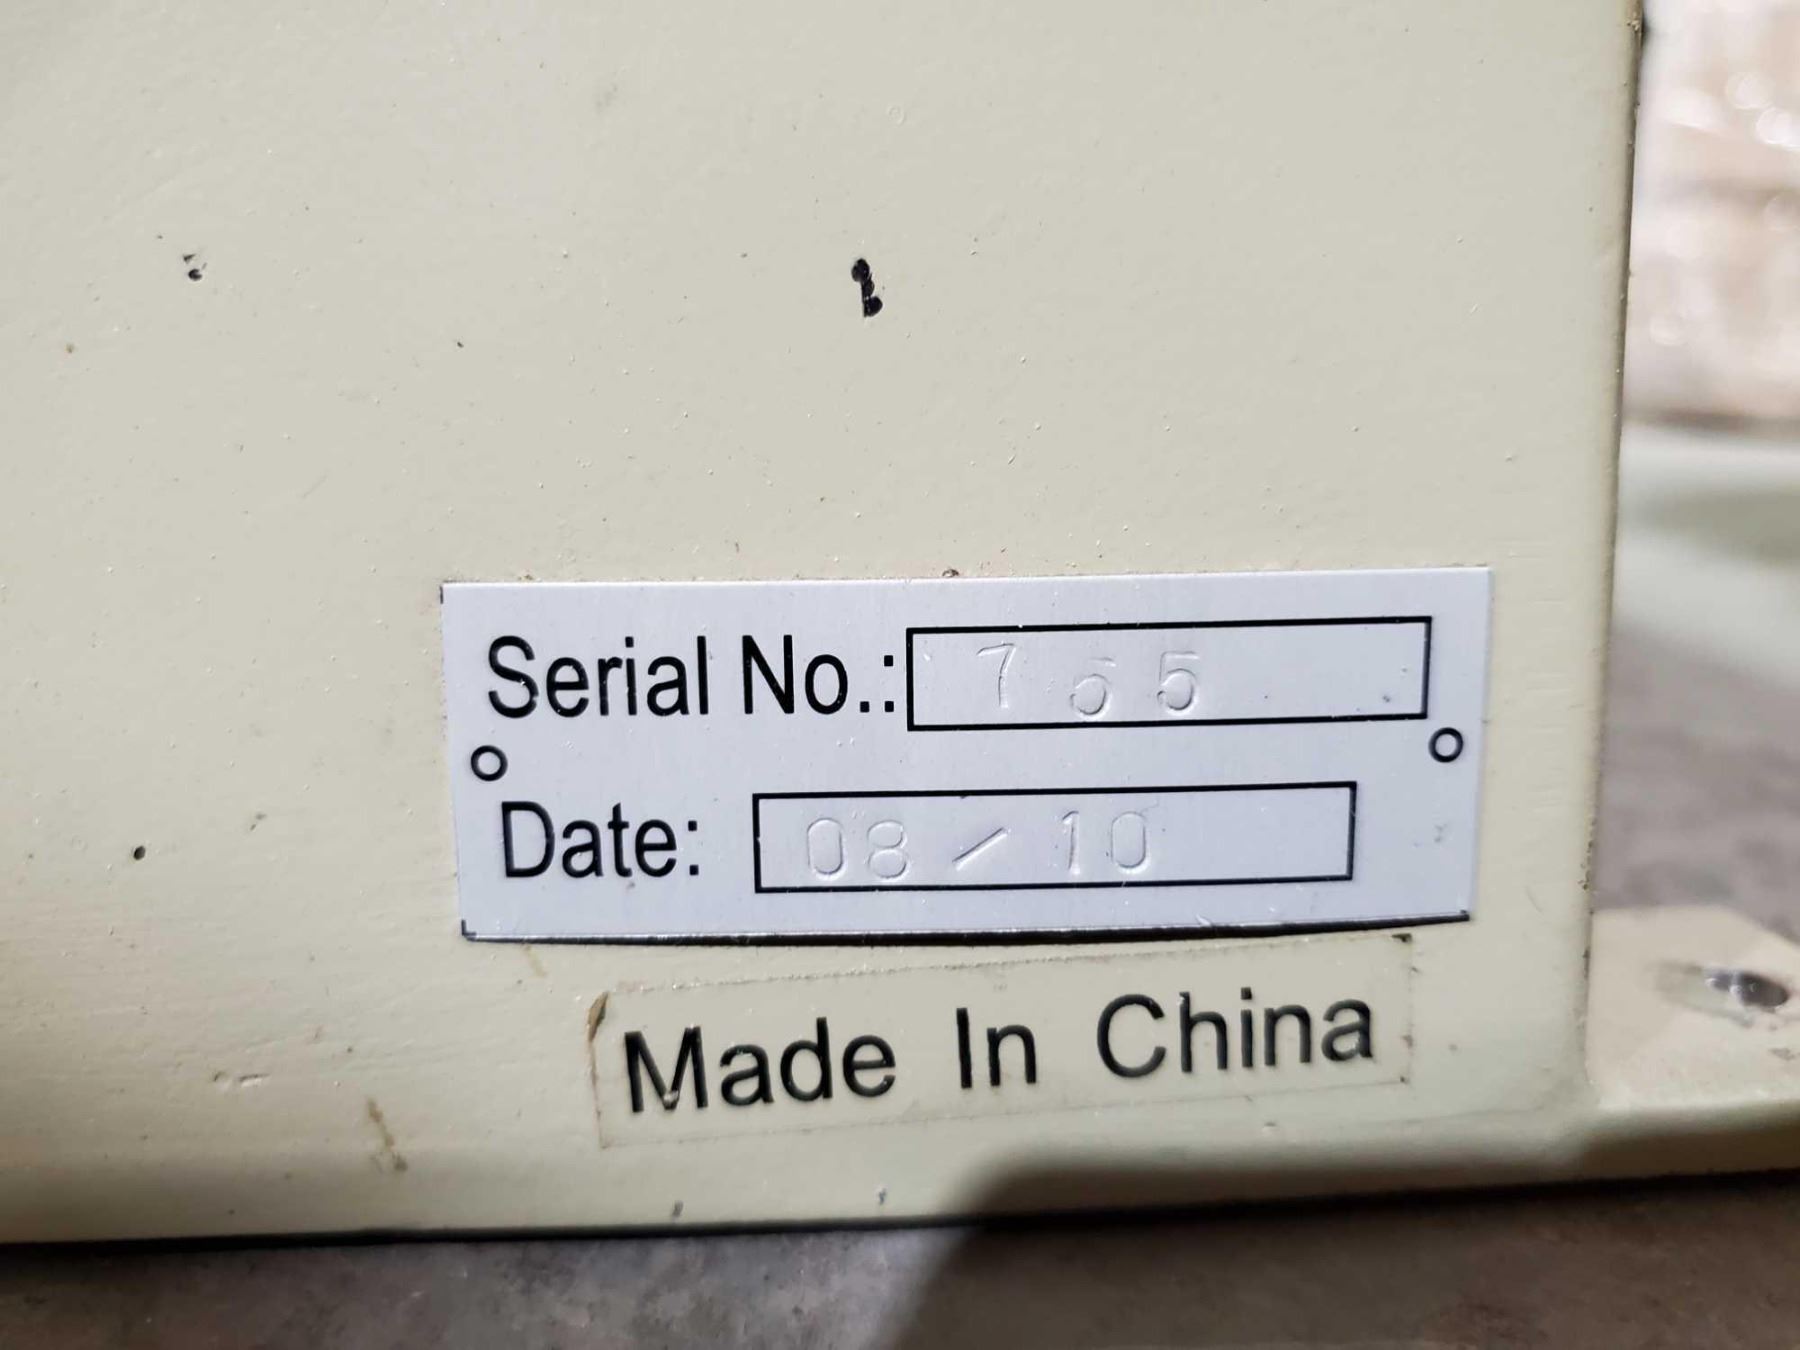 Serial No.: 755
Date: 08/10
Made In China